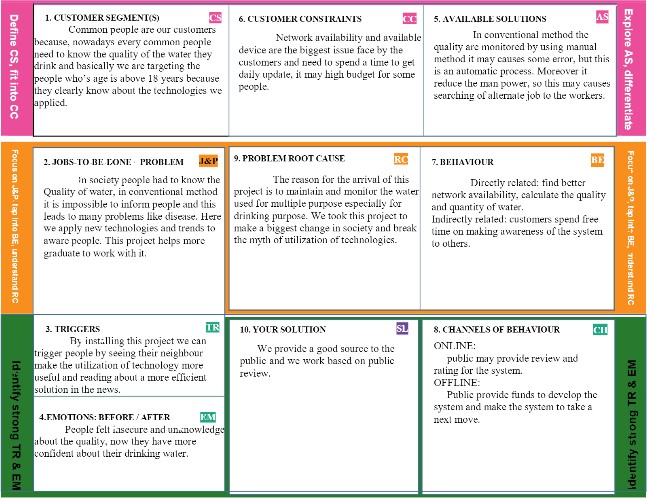 Define CS, fit into CC
1. CUSTOMER SEGMENT(S)
CS
Common people are our customers
because, nowadays every common people
need to know the quality of the water they
drink and basically we are targeting the
people who's age is above 18 years because
they clearly know about the technologies we
applied.
6. CUSTOMER CONSTRAINTS
CC
Network availability and available
device are the biggest issue face by the
customers and need to spend a time to get
daily update, it may high budget for some
people.
5. AVAILABLE SOLUTIONS
AS
In conventional method the
quality are monitored by using manual
method it may causes some error, but this
is an automatic process. Moreover it
reduce the man power, so this may causes
searching of alternate job to the workers.
Explore AS, differentiate
Focus on J&P, tap into BE, understand RC
2. JOBS-TO-BE-DONE / PROBLEM
J&P
In society people had to know the
Quality of water, in conventional method
it is impossible to inform people and this
leads to many problems like disease. Here
we apply new technologies and trends to
aware people. This project helps more
graduate to work with it.
9. PROBLEM ROOT CAUSE
RC
The reason for the arrival of this
project is to maintain and monitor the water
used for multiple purpose especially for
drinking purpose. We took this project to
make a biggest change in society and break
the myth of utilization of technologies.
7. BEHAVIOUR
BE
Directly related: find better
network availability, calculate the quality
and quantity of water.
Indirectly related: customers spend free
time on making awareness of the system
to others.
Focus on J&P, tap into BE, understand RC
Identify strong TR & EM
3. TRIGGERS
TR
By installing this project we can
trigger people by seeing their neighbour
make the utilization of technology more
useful and reading about a more efficient
solution in the news.
4.EMOTIONS: BEFORE / AFTER
EM
People felt insecure and unknowledge
about the quality, now they have more
confident about their drinking water.
10. YOUR SOLUTION
SL
We provide a good source to the
public and we work based on public
review.
8. CHANNELS OF BEHAVIOUR
CH
ONLINE:
public may provide review and
rating for the system.
OFFLINE:
Public provide funds to develop the
system and make the system to take a
next move.
Identify strong TR & EM